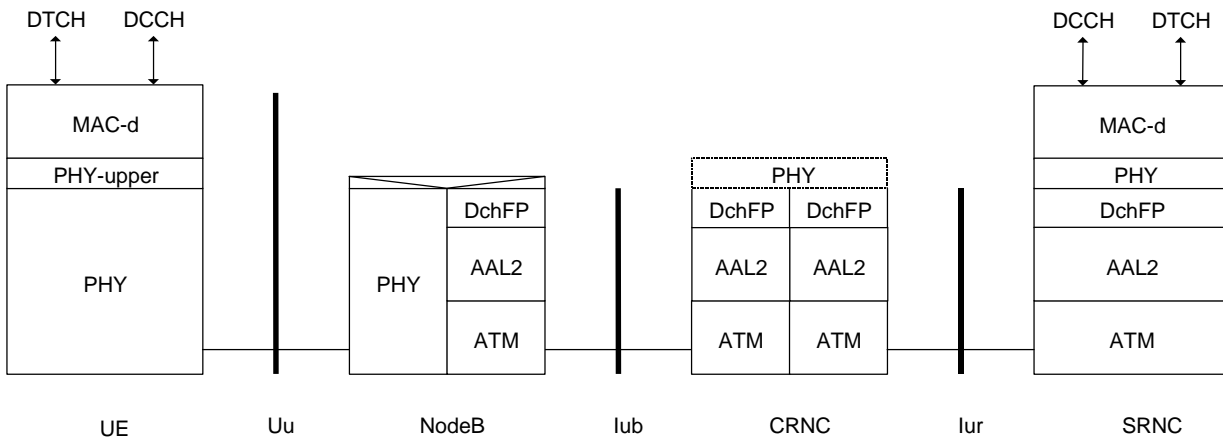 DTCH DCCH DCCH DTCH
MAC-d MAC-d
PHY-upper PHY PHY
DchFP DchFP DchFP DchFP
PHY PHY AAL2 AAL2 AAL2 AAL2
ATM ATM ATM ATM
UE Uu NodeB Iub CRNC Iur SRNC